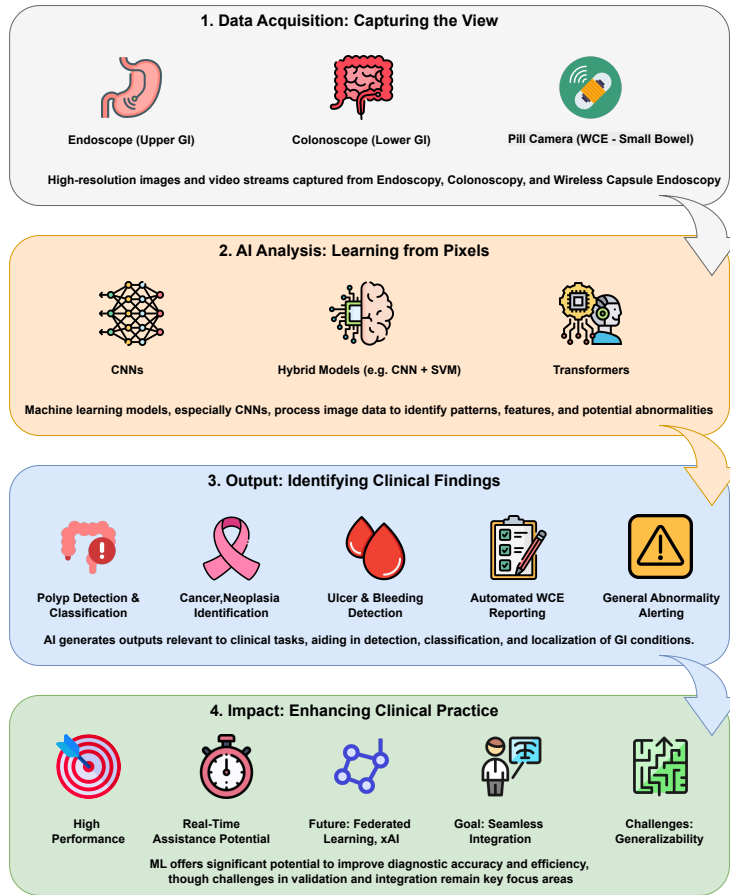 1. Data Acquisition: Capturing the View
Endoscope (Upper GI)
Colonoscope (Lower GI)
Pill Camera (WCE - Small Bowel)
High-resolution images and video streams captured from Endoscopy, Colonoscopy, and Wireless Capsule Endoscopy
2. AI Analysis: Learning from Pixels
CNNs
Hybrid Models (e.g. CNN + SVM)
Transformers
Machine learning models, especially CNNs, process image data to identify patterns, features, and potential abnormalities
3. Output: Identifying Clinical Findings
Polyp Detection &
Classification
Cancer,Neoplasia
Identification
Ulcer & Bleeding
Detection
Automated WCE
Reporting
General Abnormality
Alerting
AI generates outputs relevant to clinical tasks, aiding in detection, classification, and localization of GI conditions.
4. Impact: Enhancing Clinical Practice
High
Performance
Real-Time
Assistance Potential
Future: Federated
Learning, xAI
Goal: Seamless
Integration
Challenges:
Generalizability
ML offers significant potential to improve diagnostic accuracy and efficiency,
though challenges in validation and integration remain key focus areas